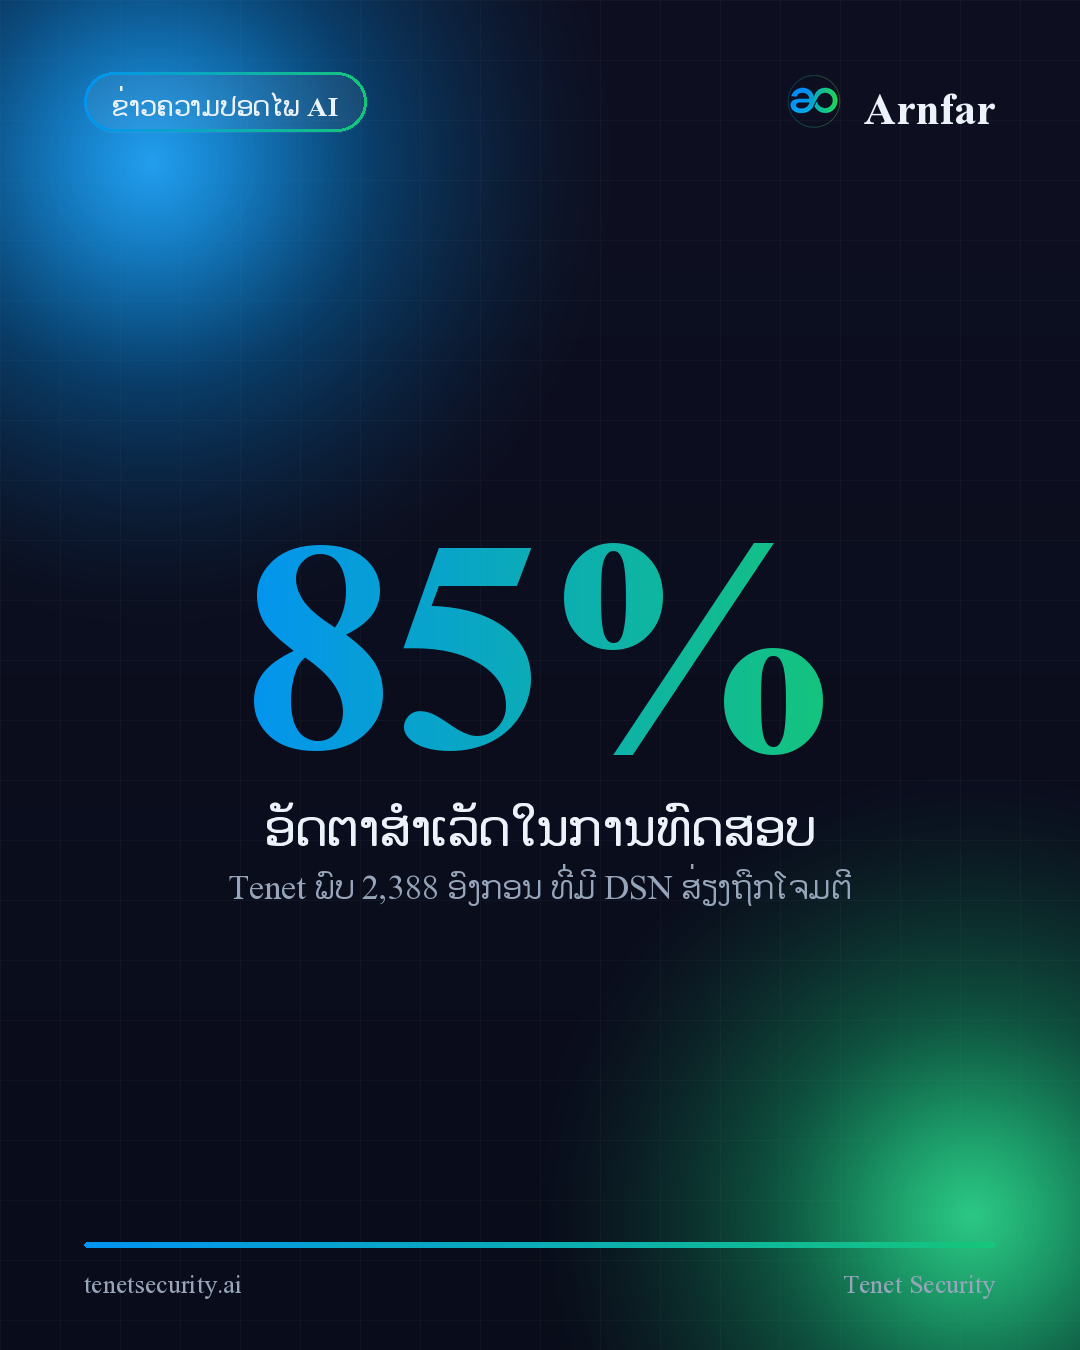 ຂ່າວຄວາມປອດໄພ AI
Arnfar
85%
ອັດຕາສຳເລັດໃນການທົດສອບ
Tenet ພົບ 2,388 ອົງກອນ ທີ່ມີ DSN ສ່ຽງຖືກໂຈມຕີ
tenetsecurity.ai
Tenet Security